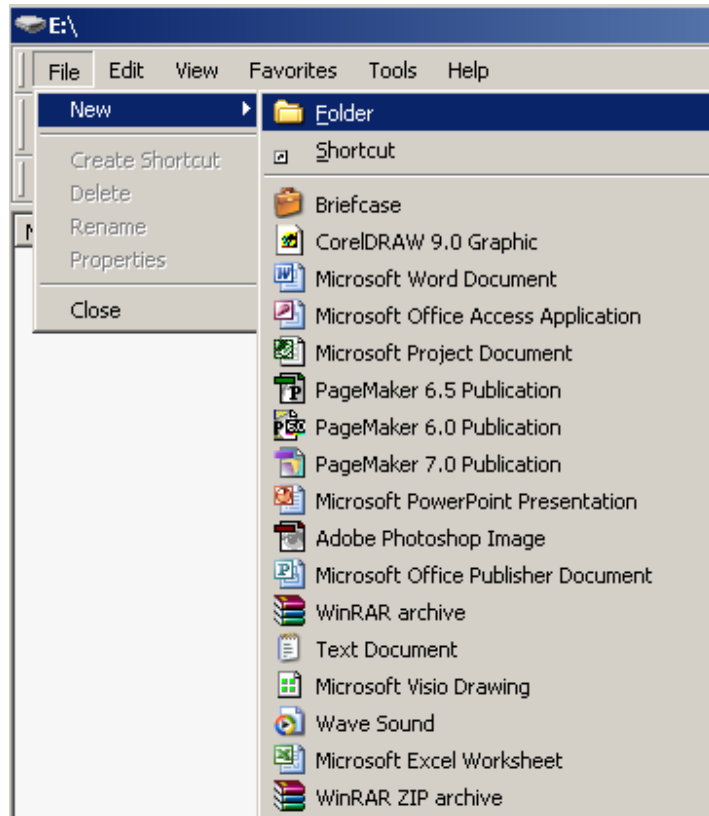 E:\
File Edit View Favorites Tools Help
New
Create Shortcut
Delete
Rename
Properties
Close
Folder
Shortcut
Briefcase
CorelDRAW 9.0 Graphic
Microsoft Word Document
Microsoft Office Access Application
Microsoft Project Document
PageMaker 6.5 Publication
PageMaker 6.0 Publication
PageMaker 7.0 Publication
Microsoft PowerPoint Presentation
Adobe Photoshop Image
Microsoft Office Publisher Document
WinRAR archive
Text Document
Microsoft Visio Drawing
Wave Sound
Microsoft Excel Worksheet
WinRAR ZIP archive